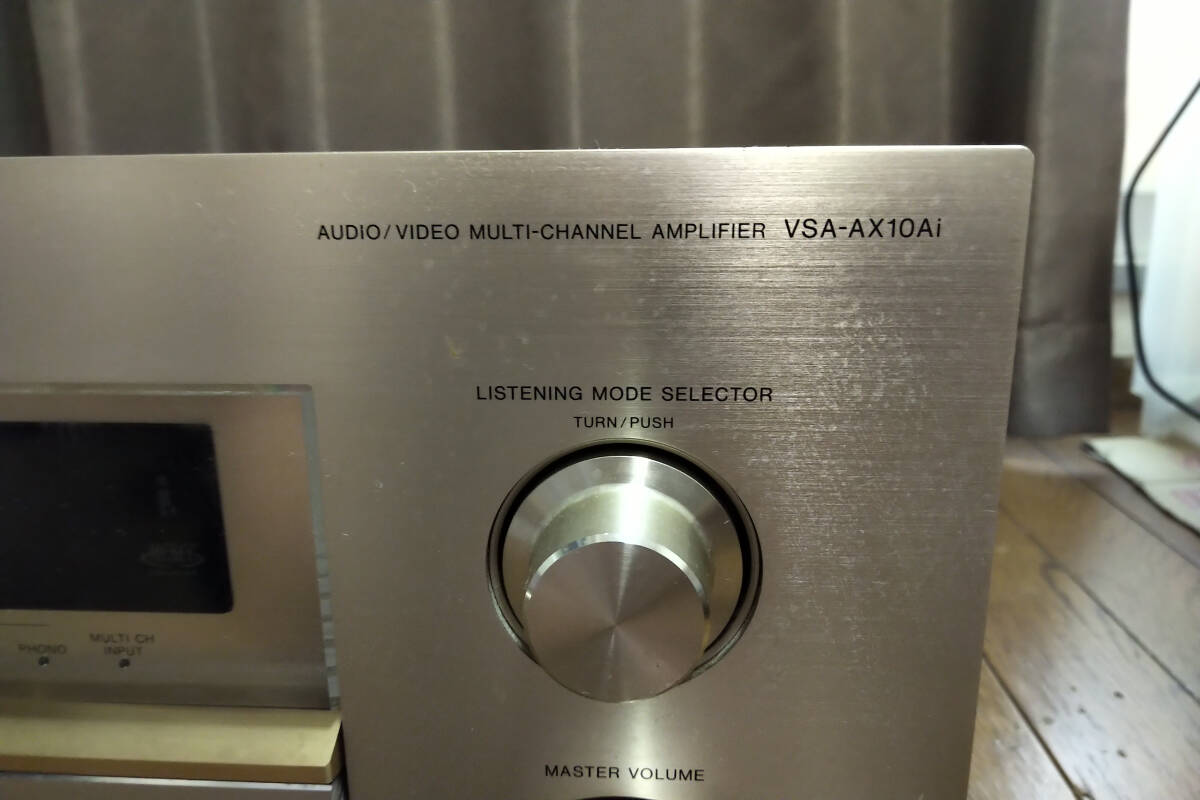 AUDIO/VIDEO MULTI-CHANNEL AMPLIFIER VSA-AX10Ai
LISTENING MODE SELECTOR
TURN/PUSH
PHONO
MULTI CH
INPUT
MASTER VOLUME